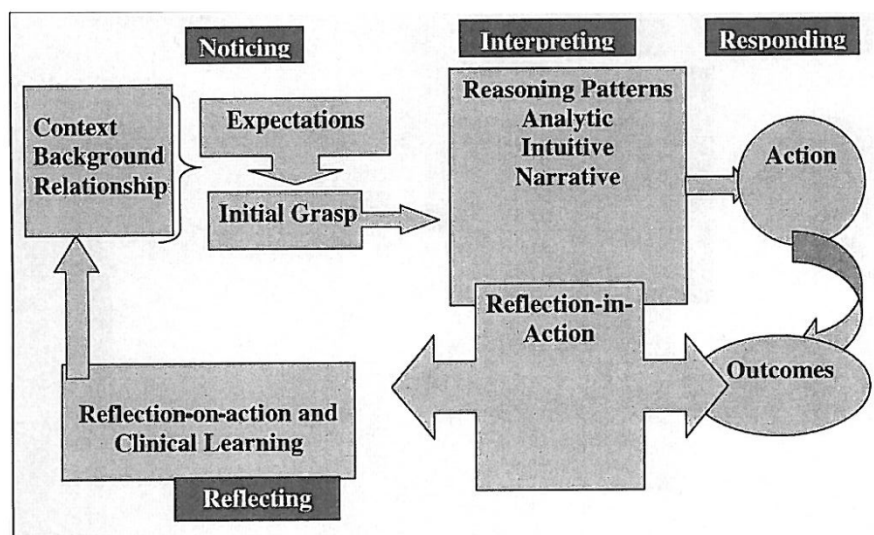 Noticing
Interpreting
Responding
Context
Background
Relationship
Expectations
Initial Grasp
Reasoning Patterns
Analytic
Intuitive
Narrative
Action
Reflection-in-
Action
Outcomes
Reflection-on-action and
Clinical Learning
Reflecting